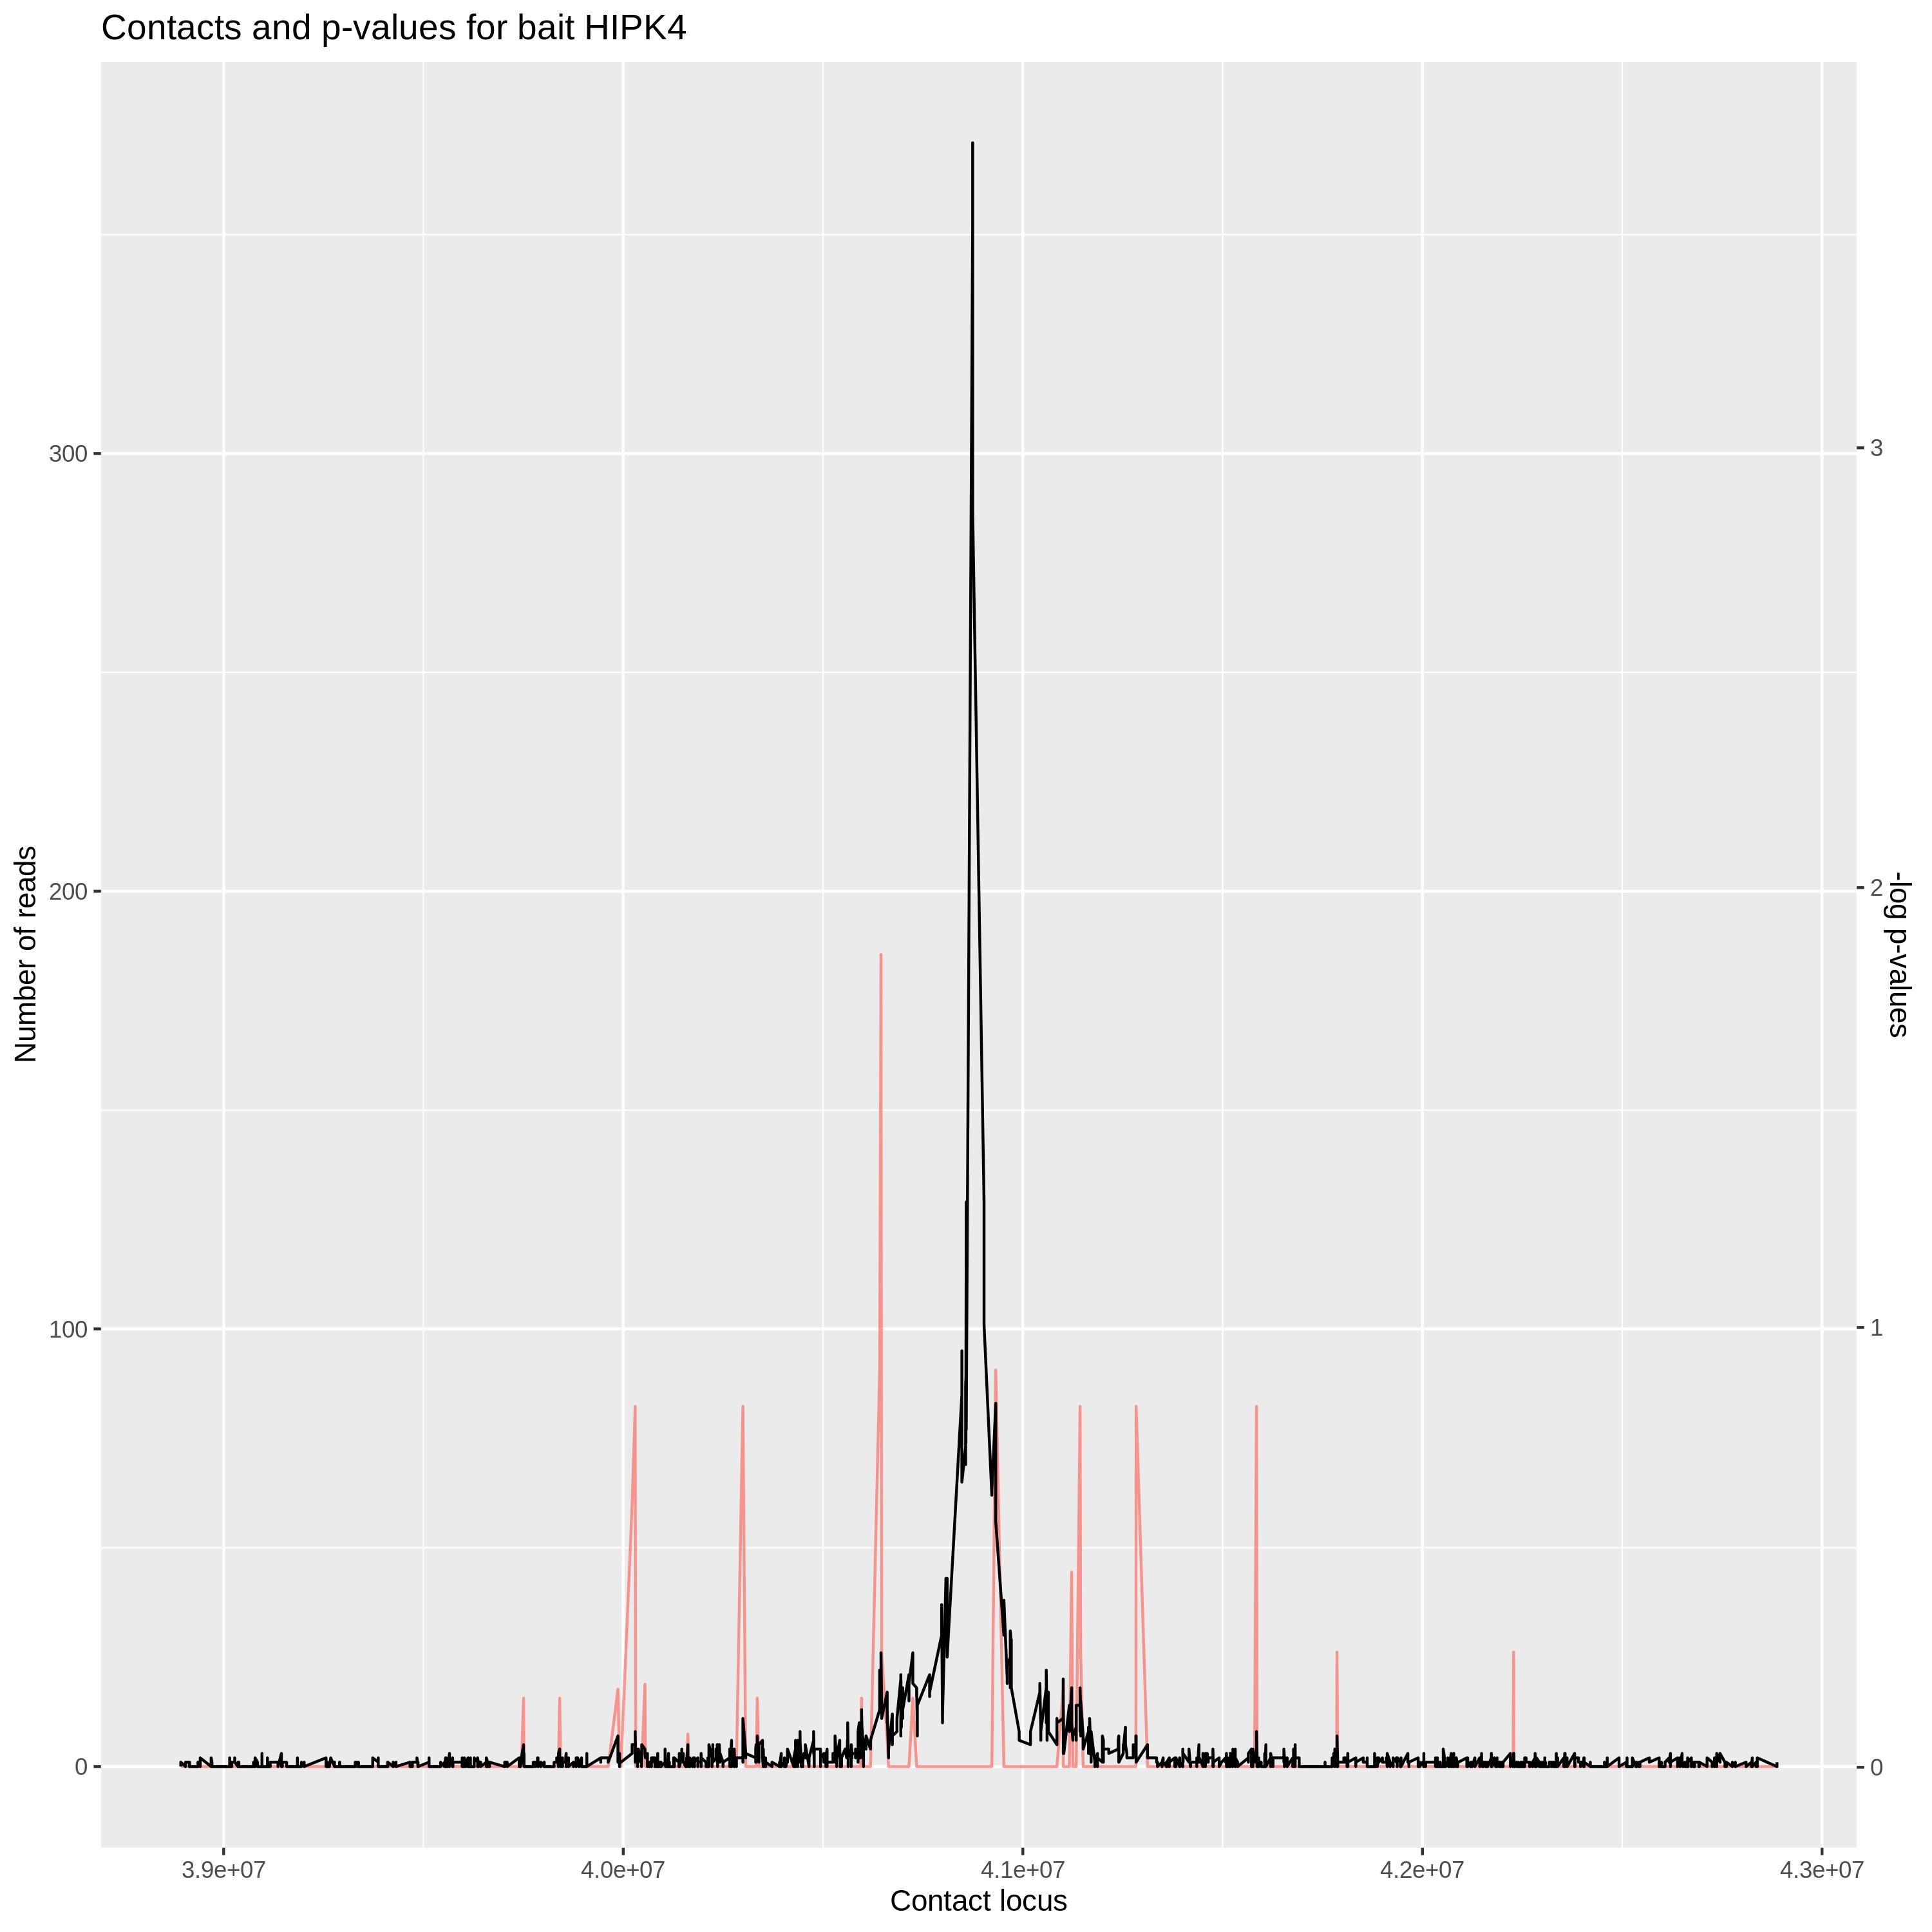 Contacts and p-values for bait HIPK4
Number of reads
300
200
100
0
3
2
1
0
-log p-values
3.9e+07
4.0e+07
4.1e+07
4.2e+07
4.3e+07
Contact locus